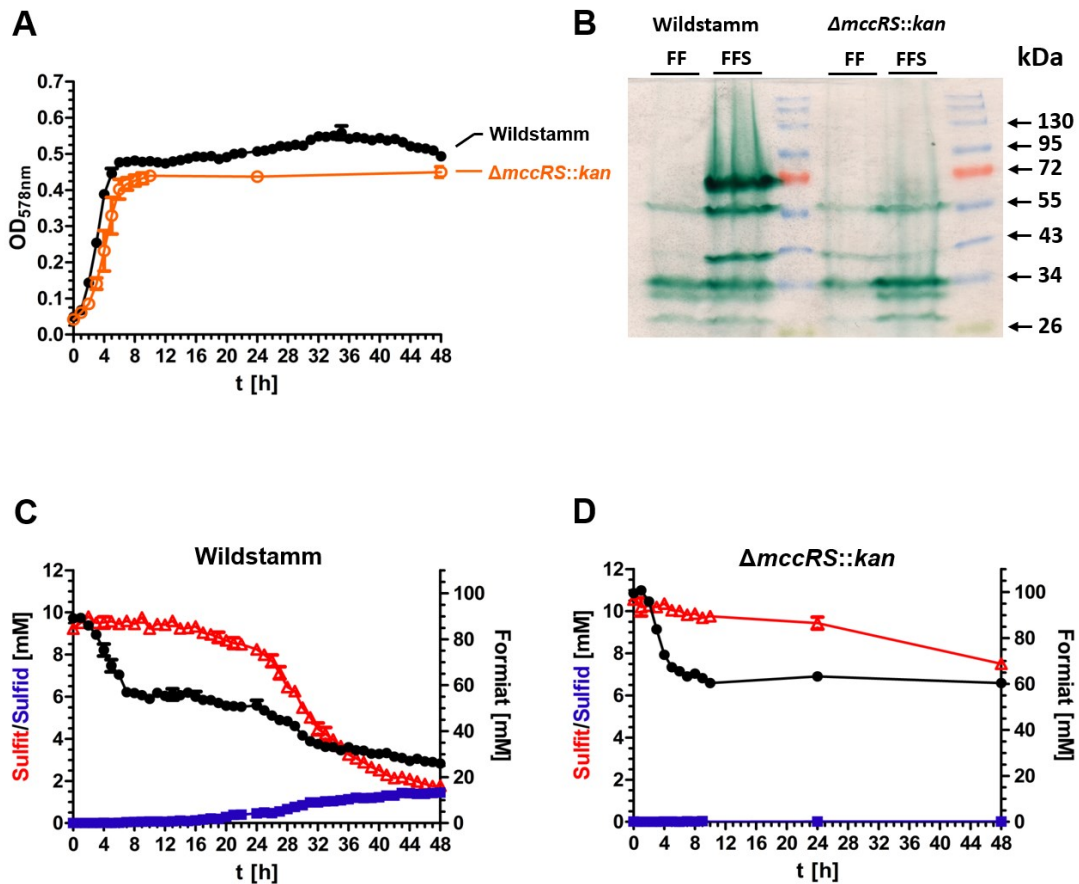 A
0.7
0.6
0.5
0.4
0.3
0.2
0.1
0.0
OD578nm
0 4 8 12 16 20 24 28 32 36 40 44 48
t [h]
Wildstamm
ΔmccRS::kan
B
Wildstamm ΔmccRS::kan
FF FFS FF FFS kDa
130
95
72
55
43
34
26
C
Wildstamm
12
10
8
6
4
2
0
Sulfit/Sulfid [mM]
100
80
60
40
20
0
Formiat [mM]
0 4 8 12 16 20 24 28 32 36 40 44 48
t [h]
D
ΔmccRS::kan
12
10
8
6
4
2
0
Sulfit/Sulfid [mM]
100
80
60
40
20
0
Formiat [mM]
0 4 8 12 16 20 24 28 32 36 40 44 48
t [h]